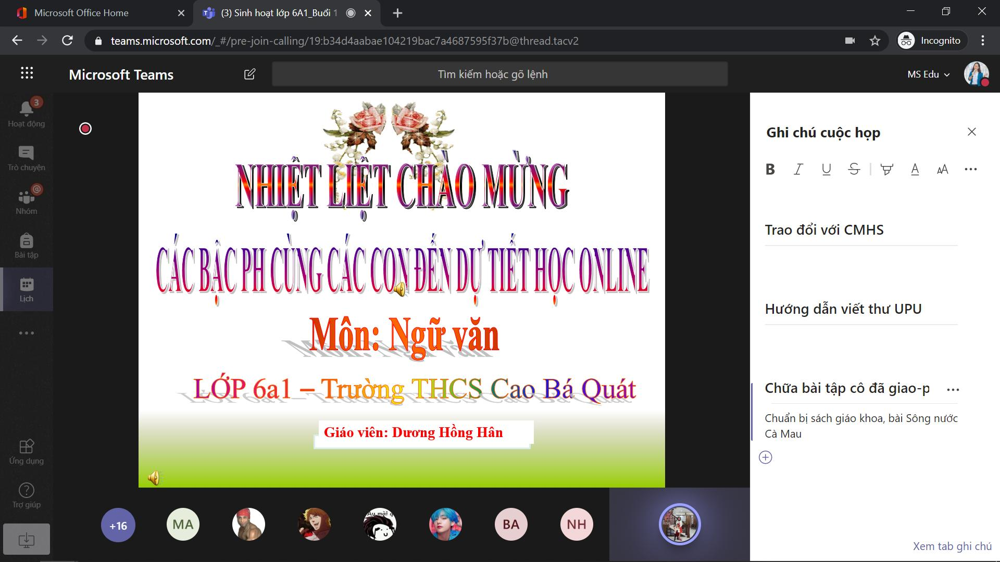 Microsoft Office Home
(3) Sinh hoạt lớp 6A1_Buổi 1
teams.microsoft.com/_#/pre-join-calling/19:b34d4aabae104219bac7a4687595f37b@thread.tacv2
Incognito
Microsoft Teams
Tìm kiếm hoặc gõ lệnh
MS Edu
3
Hoạt động
Trò chuyện
@
Nhóm
Bài tập
Lịch
Ứng dụng
Trợ giúp
NHIỆT LIỆT CHÀO MỪNG
CÁC BẬC PH CÙNG CÁC CON ĐẾN DỰ TIẾT HỌC ONLINE
Môn: Ngữ văn
LỚP 6a1 – Trường THCS Cao Bá Quát
Giáo viên: Dương Hồng Hân
+16
MA
BA
NH
Ghi chú cuộc họp
B I U S A AA
Trao đổi với CMHS
Hướng dẫn viết thư UPU
Chữa bài tập cô đã giao-p
Chuẩn bị sách giáo khoa, bài Sông nước
Cà Mau
Xem tab ghi chú